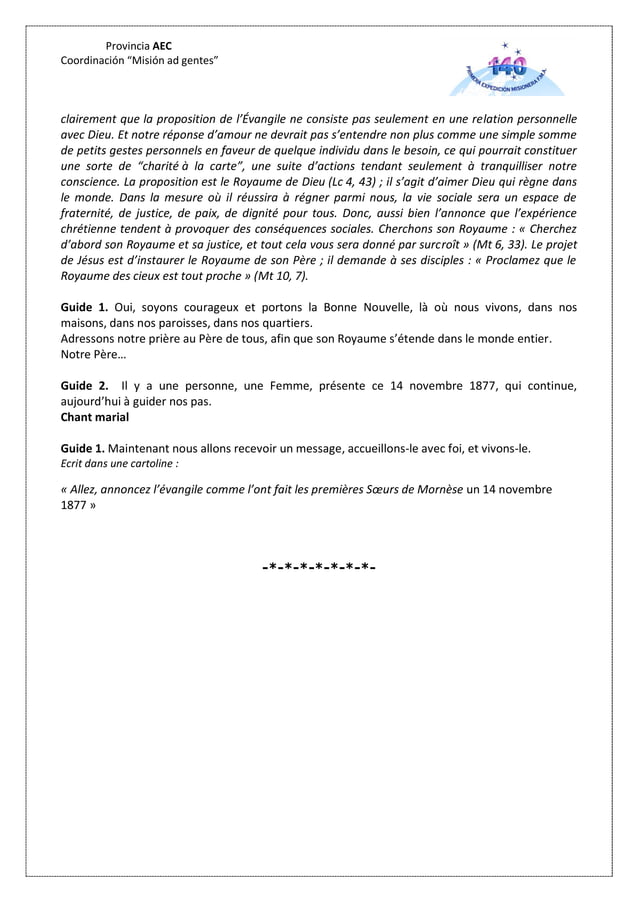 Provincia AEC
Coordinación “Misión ad gentes”
140
PRIMERA EXPEDICIÓN MISIONERA F.M.A.
clairement que la proposition de l’Évangile ne consiste pas seulement en une relation personnelle
avec Dieu. Et notre réponse d’amour ne devrait pas s’entendre non plus comme une simple somme
de petits gestes personnels en faveur de quelque individu dans le besoin, ce qui pourrait constituer
une sorte de “charité à la carte”, une suite d’actions tendant seulement à tranquilliser notre
conscience. La proposition est le Royaume de Dieu (Lc 4, 43) ; il s’agit d’aimer Dieu qui règne dans
le monde. Dans la mesure où il réussira à régner parmi nous, la vie sociale sera un espace de
fraternité, de justice, de paix, de dignité pour tous. Donc, aussi bien l’annonce que l’expérience
chrétienne tendent à provoquer des conséquences sociales. Cherchons son Royaume : « Cherchez
d’abord son Royaume et sa justice, et tout cela vous sera donné par surcroît » (Mt 6, 33). Le projet
de Jésus est d’instaurer le Royaume de son Père ; il demande à ses disciples : « Proclamez que le
Royaume des cieux est tout proche » (Mt 10, 7).
Guide 1. Oui, soyons courageux et portons la Bonne Nouvelle, là où nous vivons, dans nos
maisons, dans nos paroisses, dans nos quartiers.
Adressons notre prière au Père de tous, afin que son Royaume s’étende dans le monde entier.
Notre Père…
Guide 2. Il y a une personne, une Femme, présente ce 14 novembre 1877, qui continue,
aujourd’hui à guider nos pas.
Chant marial
Guide 1. Maintenant nous allons recevoir un message, accueillons-le avec foi, et vivons-le.
Ecrit dans une cartoline :
« Allez, annoncez l’évangile comme l’ont fait les premières Sœurs de Mornèse un 14 novembre
1877 »
-*-*-*-*-*-*-*-